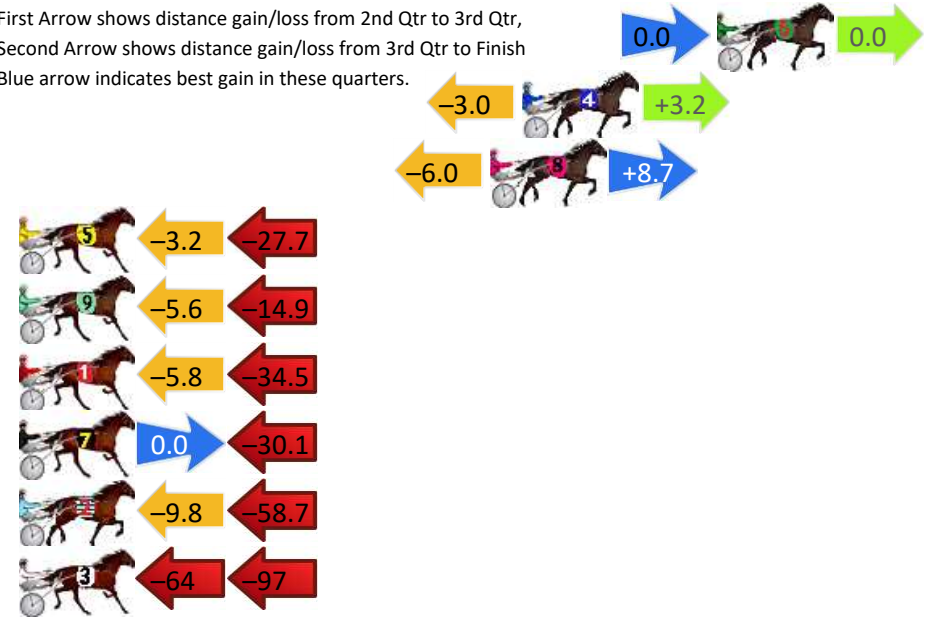 First Arrow shows distance gain/loss from 2nd Qtr to 3rd Qtr,
Second Arrow shows distance gain/loss from 3rd Qtr to Finish
Blue arrow indicates best gain in these quarters.
0.0 6 0.0
–3.0 4 +3.2
–6.0 8 +8.7
5 –3.2 –27.7
9 –5.6 –14.9
1 –5.8 –34.5
7 0.0 –30.1
2 –9.8 –58.7
3 –64 –97